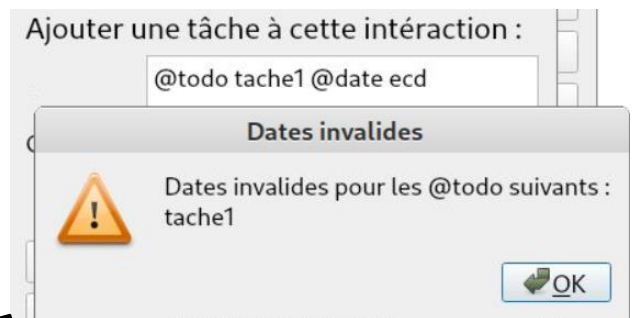 Ajouter une tâche à cette intéraction :
@todo tache1 @date ecd
Dates invalides
Dates invalides pour les @todo suivants :
tache1
OK